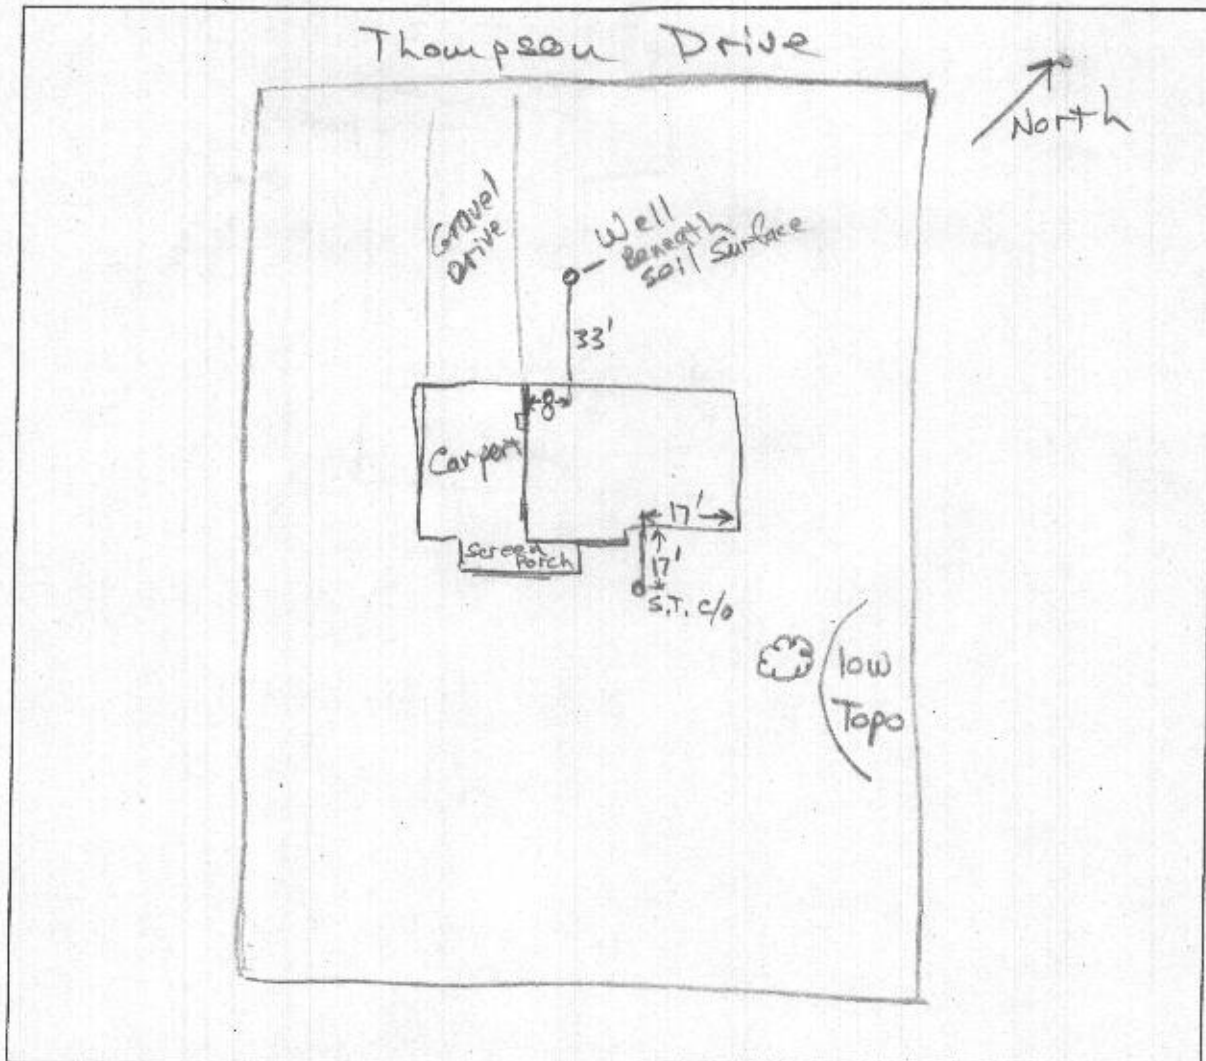 Thompson Drive
North
Gravel
Drive
Well
Beneath
Soil Surface
33'
8
Carport
17'
Screen
Porch
17'
S.T. c/o
low
Topo